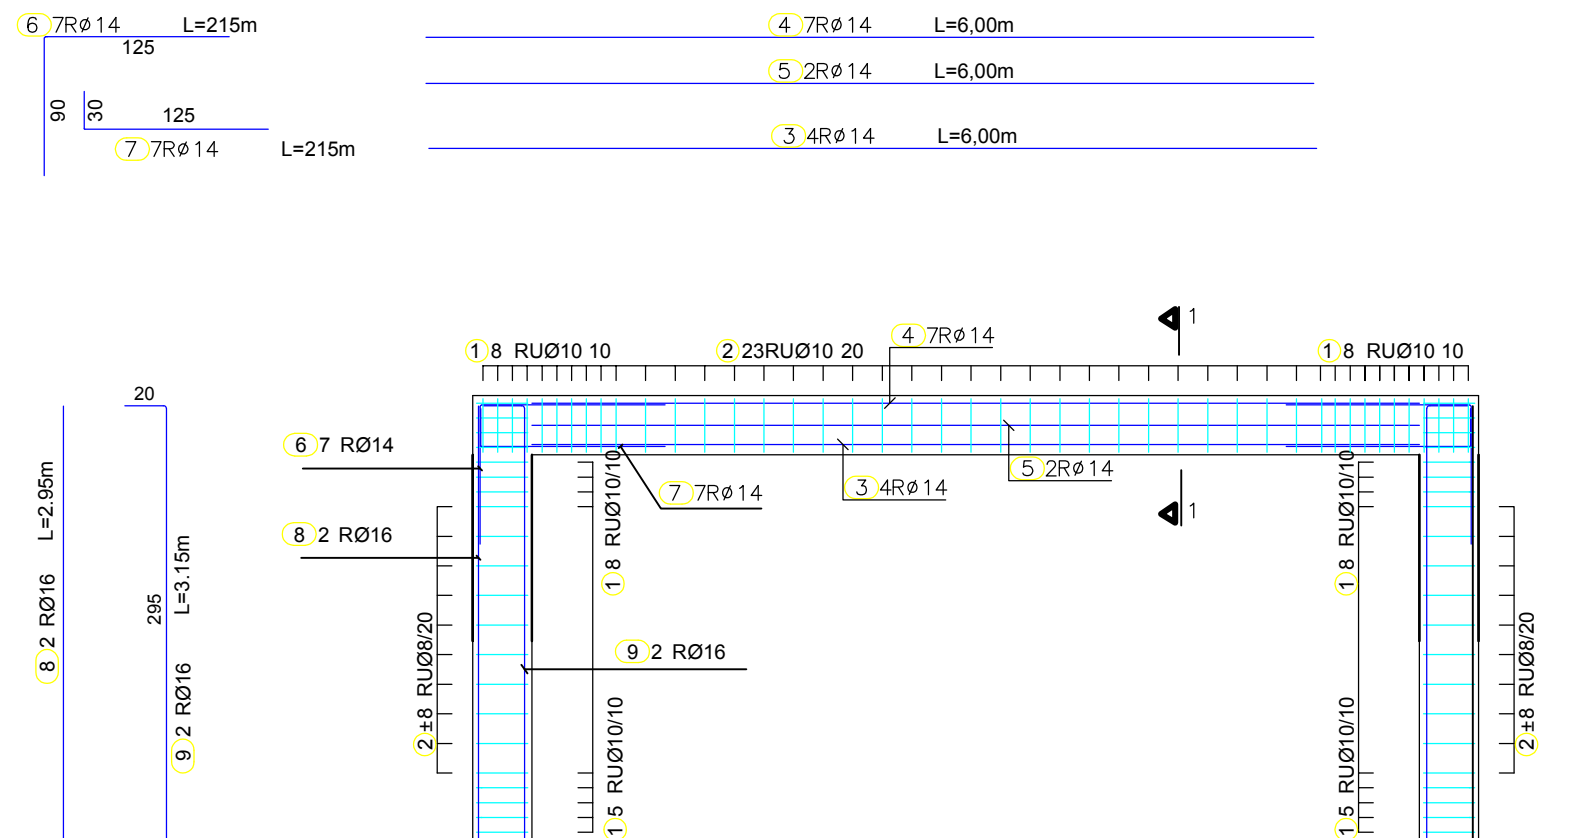 6 7RØ14 L=215m
125
90
30
125
7 7RØ14 L=215m
4 7RØ14 L=6,00m
5 2RØ14 L=6,00m
3 4RØ14 L=6,00m
1 8 RUØ10 10
2 23RUØ10 20
4 7RØ14
1
1 8 RUØ10 10
20
6 7 RØ14
8 2 RØ16
7 7RØ14
3 4RØ14
5 2RØ14
1
9 2 RØ16
8 2 RØ16 L=2.95m
295
9 2 RØ16 L=3.15m
2 ±8 RUØ8/20
1 8 RUØ10/10
1 5 RUØ10/10
1 8 RUØ10/10
1 5 RUØ10/10
2 ±8 RUØ8/20